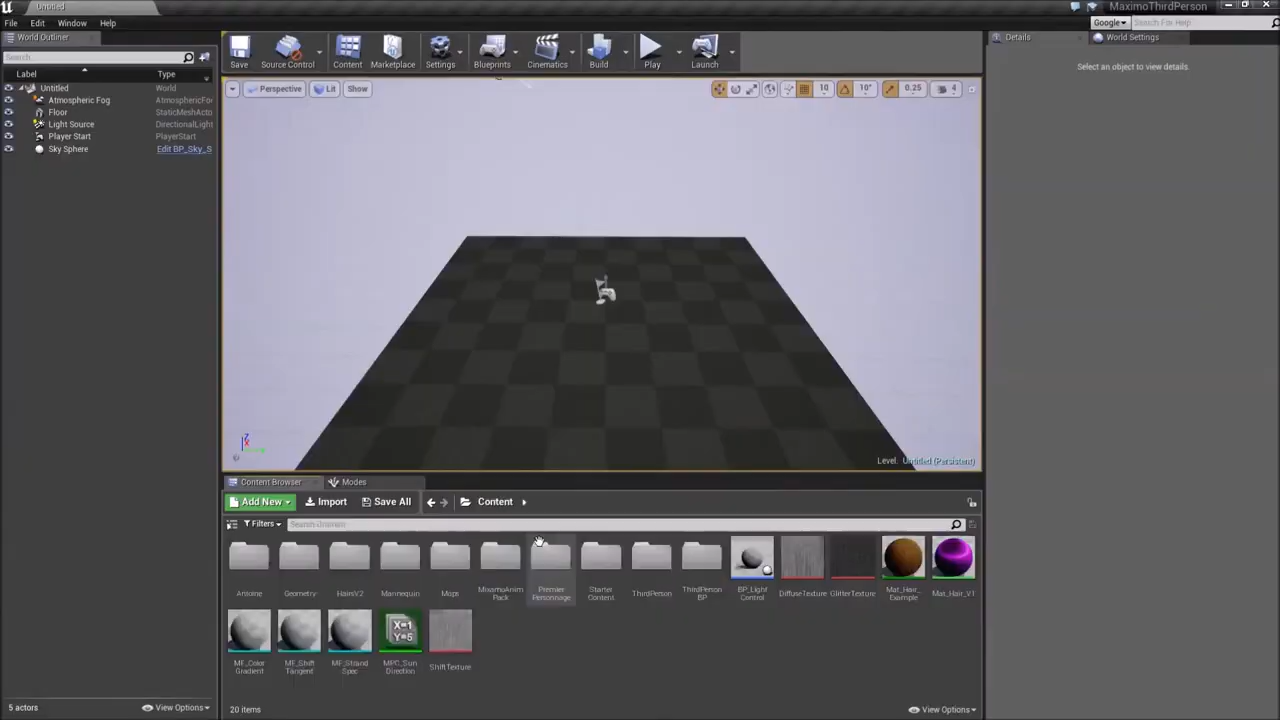 Untitled
MaximoThirdPerson
File Edit Window Help
Google Search For Help
World Outliner
Details
World Settings
Search
Label Type
Untitled World
Atmospheric Fog AtmosphericFo
Floor StaticMeshActo
Light Source DirectionalLight
Player Start PlayerStart
Sky Sphere Edit BP_Sky_S
Save Source Control Content Marketplace Settings Blueprints Cinematics Build Play Launch
Perspective Lit Show
10 10° 0.25 4
Select an object to view details.
Z
X
Level: Untitled (Persistent)
Content Browser Modes
Add New Import Save All Content
Filters
Antoine
Geometry
HairsV2
Mannequin
Maps
MixamoAnim
Pack
Premier
Personnage
Starter
Content
ThirdPerson
ThirdPerson
BP
BP_Light
Control
DiffuseTexture
GlitterTexture
Mat_Hair_
Example
Mat_Hair_V1
MF_Color
Gradient
MF_Shift
Tangent
MF_Strand
Spec
X=1
Y=5
MPC_Sun
Direction
ShiftTexture
5 actors View Options
20 items View Options